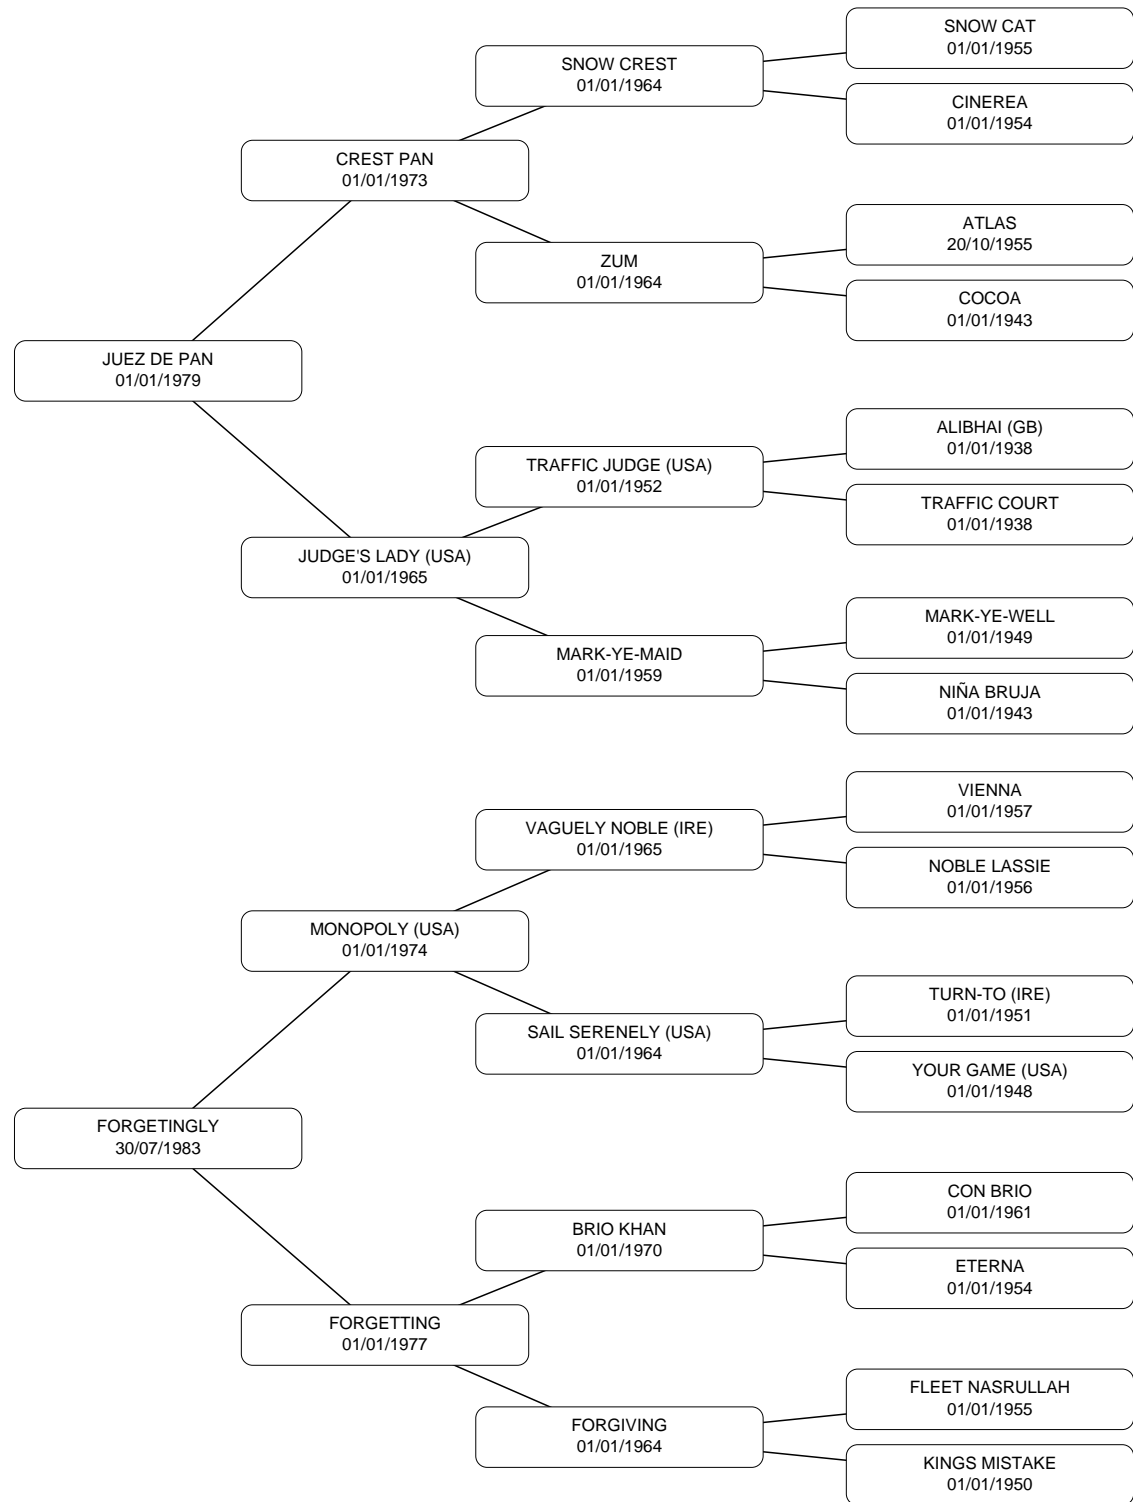 SNOW CAT
01/01/1955
SNOW CREST
01/01/1964
CINEREA
01/01/1954
CREST PAN
01/01/1973
ATLAS
20/10/1955
ZUM
01/01/1964
COCOA
01/01/1943
JUEZ DE PAN
01/01/1979
ALIBHAI (GB)
01/01/1938
TRAFFIC JUDGE (USA)
01/01/1952
TRAFFIC COURT
01/01/1938
JUDGE'S LADY (USA)
01/01/1965
MARK-YE-WELL
01/01/1949
MARK-YE-MAID
01/01/1959
NIÑA BRUJA
01/01/1943
VIENNA
01/01/1957
VAGUELY NOBLE (IRE)
01/01/1965
NOBLE LASSIE
01/01/1956
MONOPOLY (USA)
01/01/1974
TURN-TO (IRE)
01/01/1951
SAIL SERENELY (USA)
01/01/1964
YOUR GAME (USA)
01/01/1948
FORGETINGLY
30/07/1983
CON BRIO
01/01/1961
BRIO KHAN
01/01/1970
ETERNA
01/01/1954
FORGETTING
01/01/1977
FLEET NASRULLAH
01/01/1955
FORGIVING
01/01/1964
KINGS MISTAKE
01/01/1950